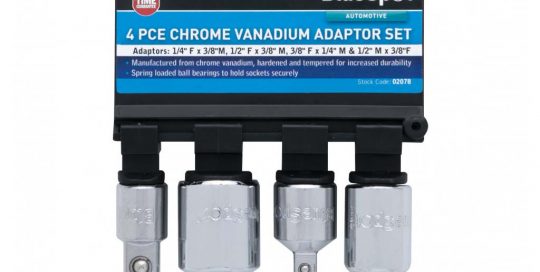 TIME
GUARANTEE
AUTOMOTIVE
4 PCE CHROME VANADIUM ADAPTOR SET
Adaptors: 1/4" F x 3/8"M, 1/2" F x 3/8" M, 3/8" F x 1/4" M & 1/2" M x 3/8"F
• Manufactured from chrome vanadium, hardened and tempered for increased durability
• Spring loaded ball bearings to hold sockets securely
Stock Code: 02078